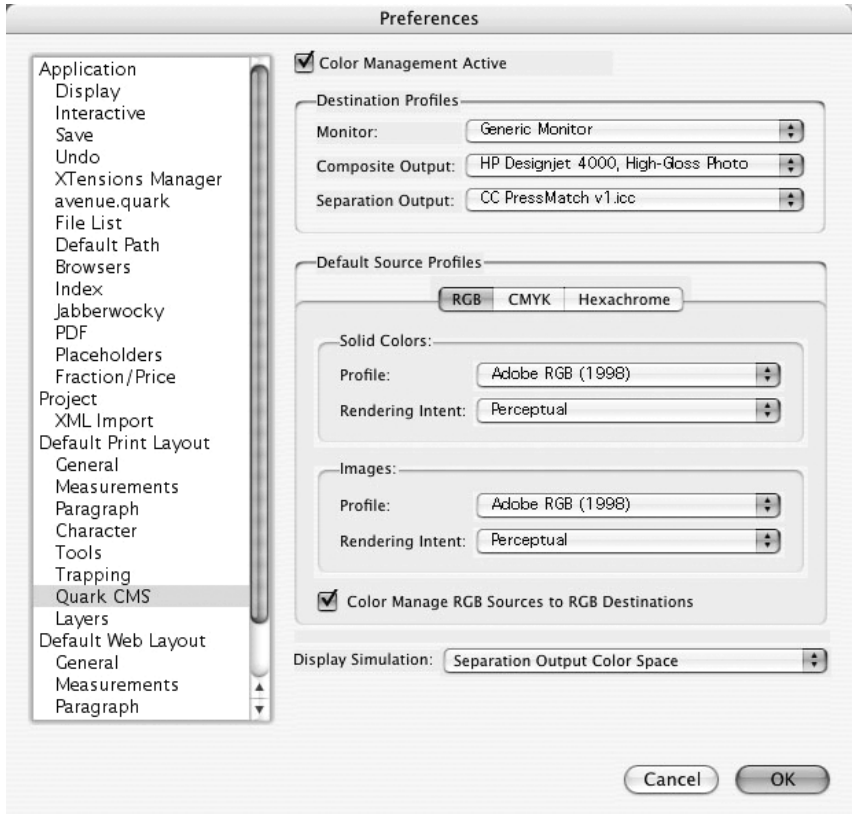 Preferences
Application
Display
Interactive
Save
Undo
XTensions Manager
avenue.quark
File List
Default Path
Browsers
Index
Jabberwocky
PDF
Placeholders
Fraction/Price
Project
XML Import
Default Print Layout
General
Measurements
Paragraph
Character
Tools
Trapping
Quark CMS
Layers
Default Web Layout
General
Measurements
Paragraph
Color Management Active
Destination Profiles
Monitor: Generic Monitor
Composite Output: HP Designjet 4000, High-Gloss Photo
Separation Output: CC PressMatch v1.icc
Default Source Profiles
RGB CMYK Hexachrome
Solid Colors:
Profile: Adobe RGB (1998)
Rendering Intent: Perceptual
Images:
Profile: Adobe RGB (1998)
Rendering Intent: Perceptual
Color Manage RGB Sources to RGB Destinations
Display Simulation: Separation Output Color Space
Cancel OK